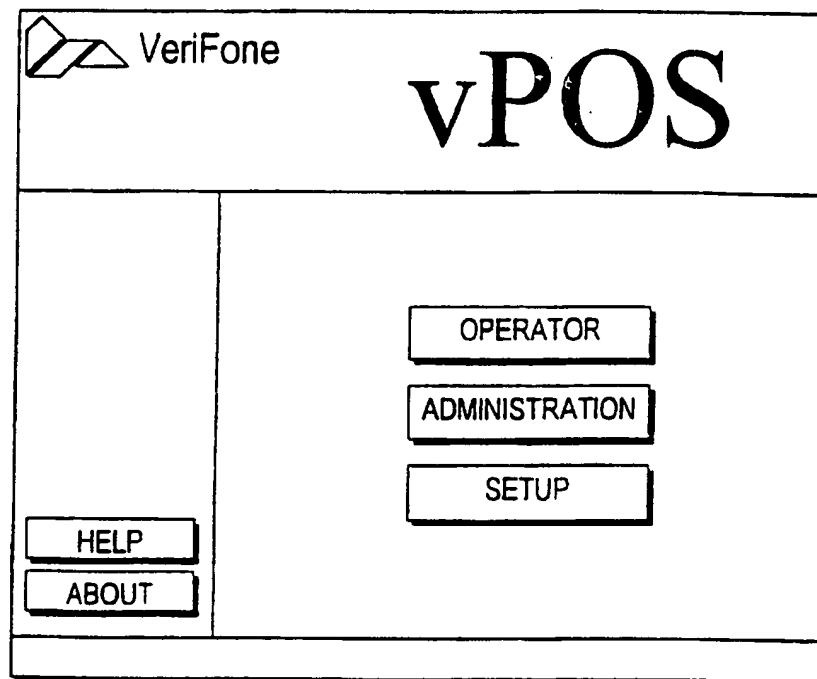 VeriFone
vPOS
OPERATOR
ADMINISTRATION
SETUP
HELP
ABOUT